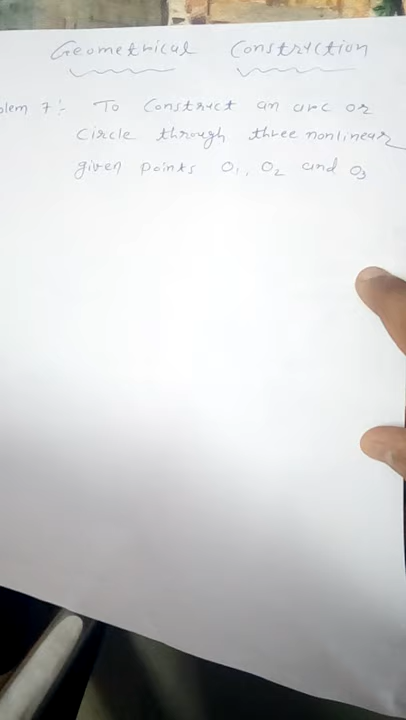 Geometrical Construction
blem 7:- To Construct an arc or
Circle through three nonlinear
given points O1, O2 and O3